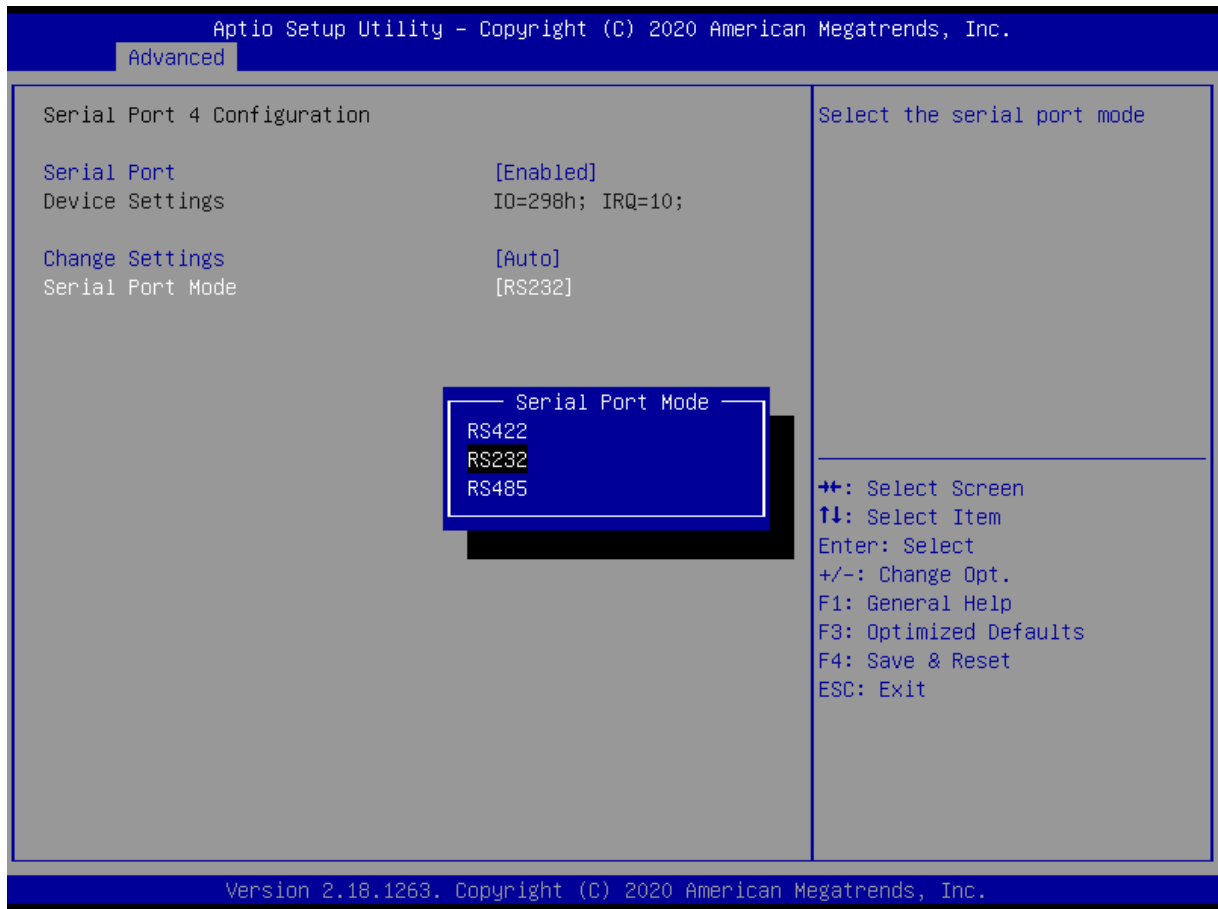 Aptio Setup Utility – Copyright (C) 2020 American Megatrends, Inc.
Advanced
Serial Port 4 Configuration
Serial Port [Enabled]
Device Settings IO=298h; IRQ=10;
Change Settings [Auto]
Serial Port Mode [RS232]
Serial Port Mode
RS422
RS232
RS485
Select the serial port mode
→←: Select Screen
↑↓: Select Item
Enter: Select
+/-: Change Opt.
F1: General Help
F3: Optimized Defaults
F4: Save & Reset
ESC: Exit
Version 2.18.1263. Copyright (C) 2020 American Megatrends, Inc.